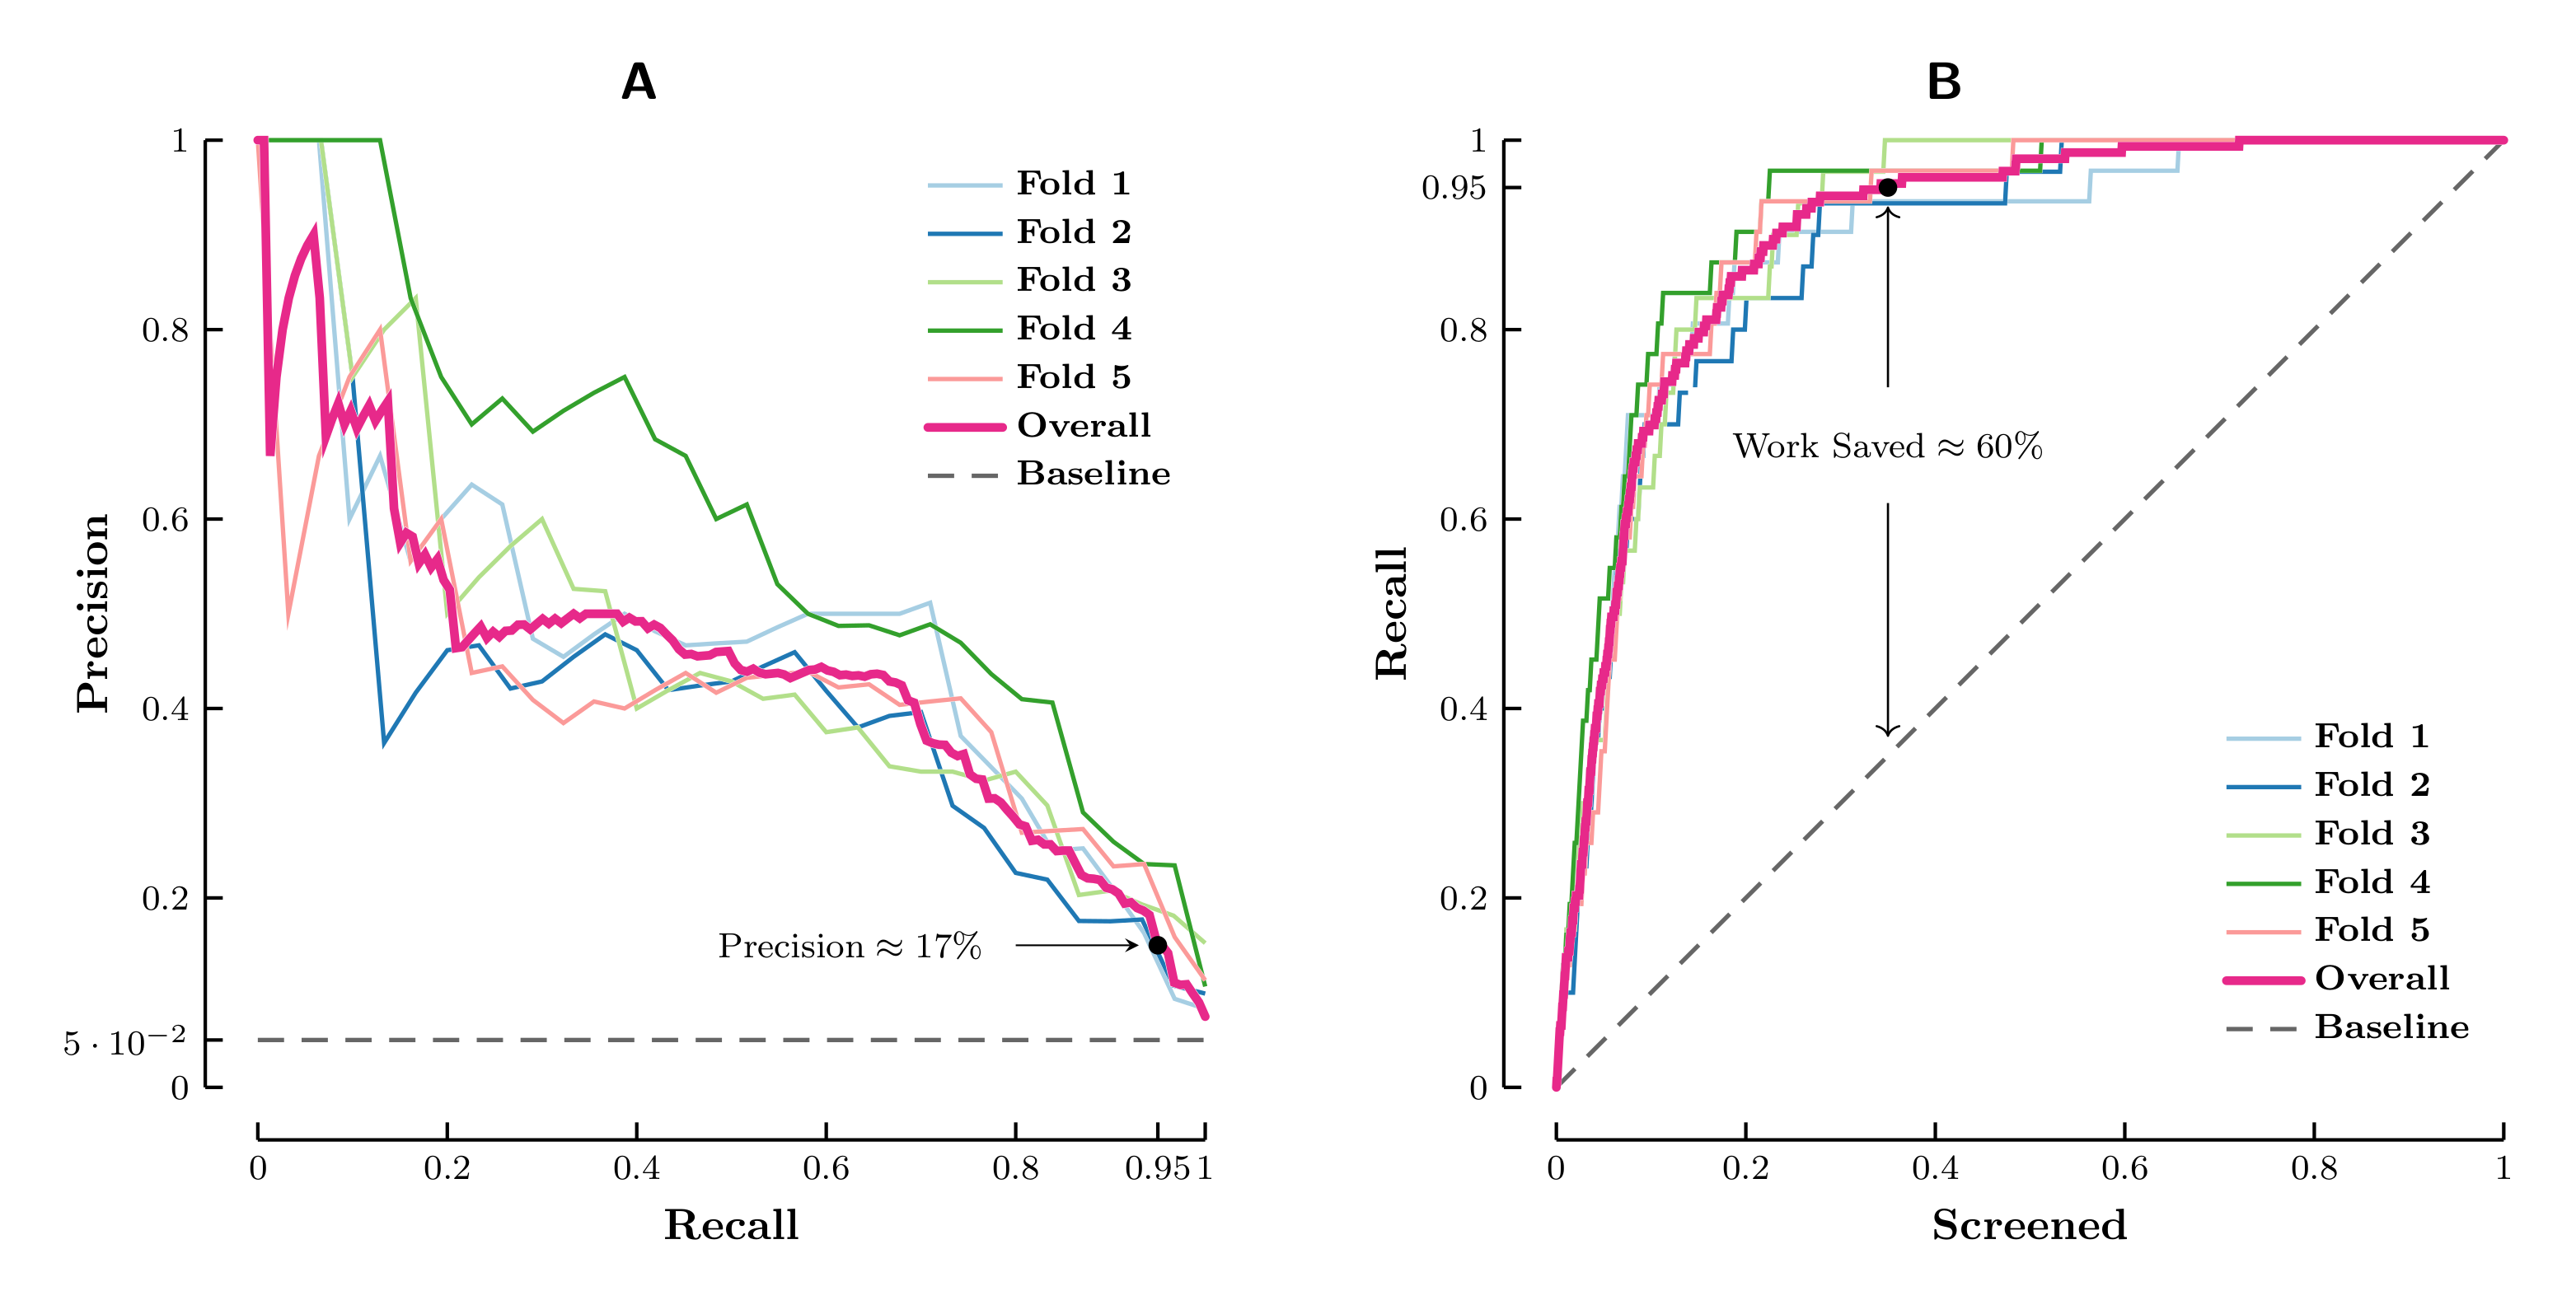 A
1
0.8
0.6
0.4
0.2
5 · 10⁻²
0
Precision
Fold 1
Fold 2
Fold 3
Fold 4
Fold 5
Overall
Baseline
Precision ≈ 17%
0 0.2 0.4 0.6 0.8 0.95 1
Recall
B
1
0.95
0.8
0.6
0.4
0.2
0
Recall
Work Saved ≈ 60%
Fold 1
Fold 2
Fold 3
Fold 4
Fold 5
Overall
Baseline
0 0.2 0.4 0.6 0.8 1
Screened